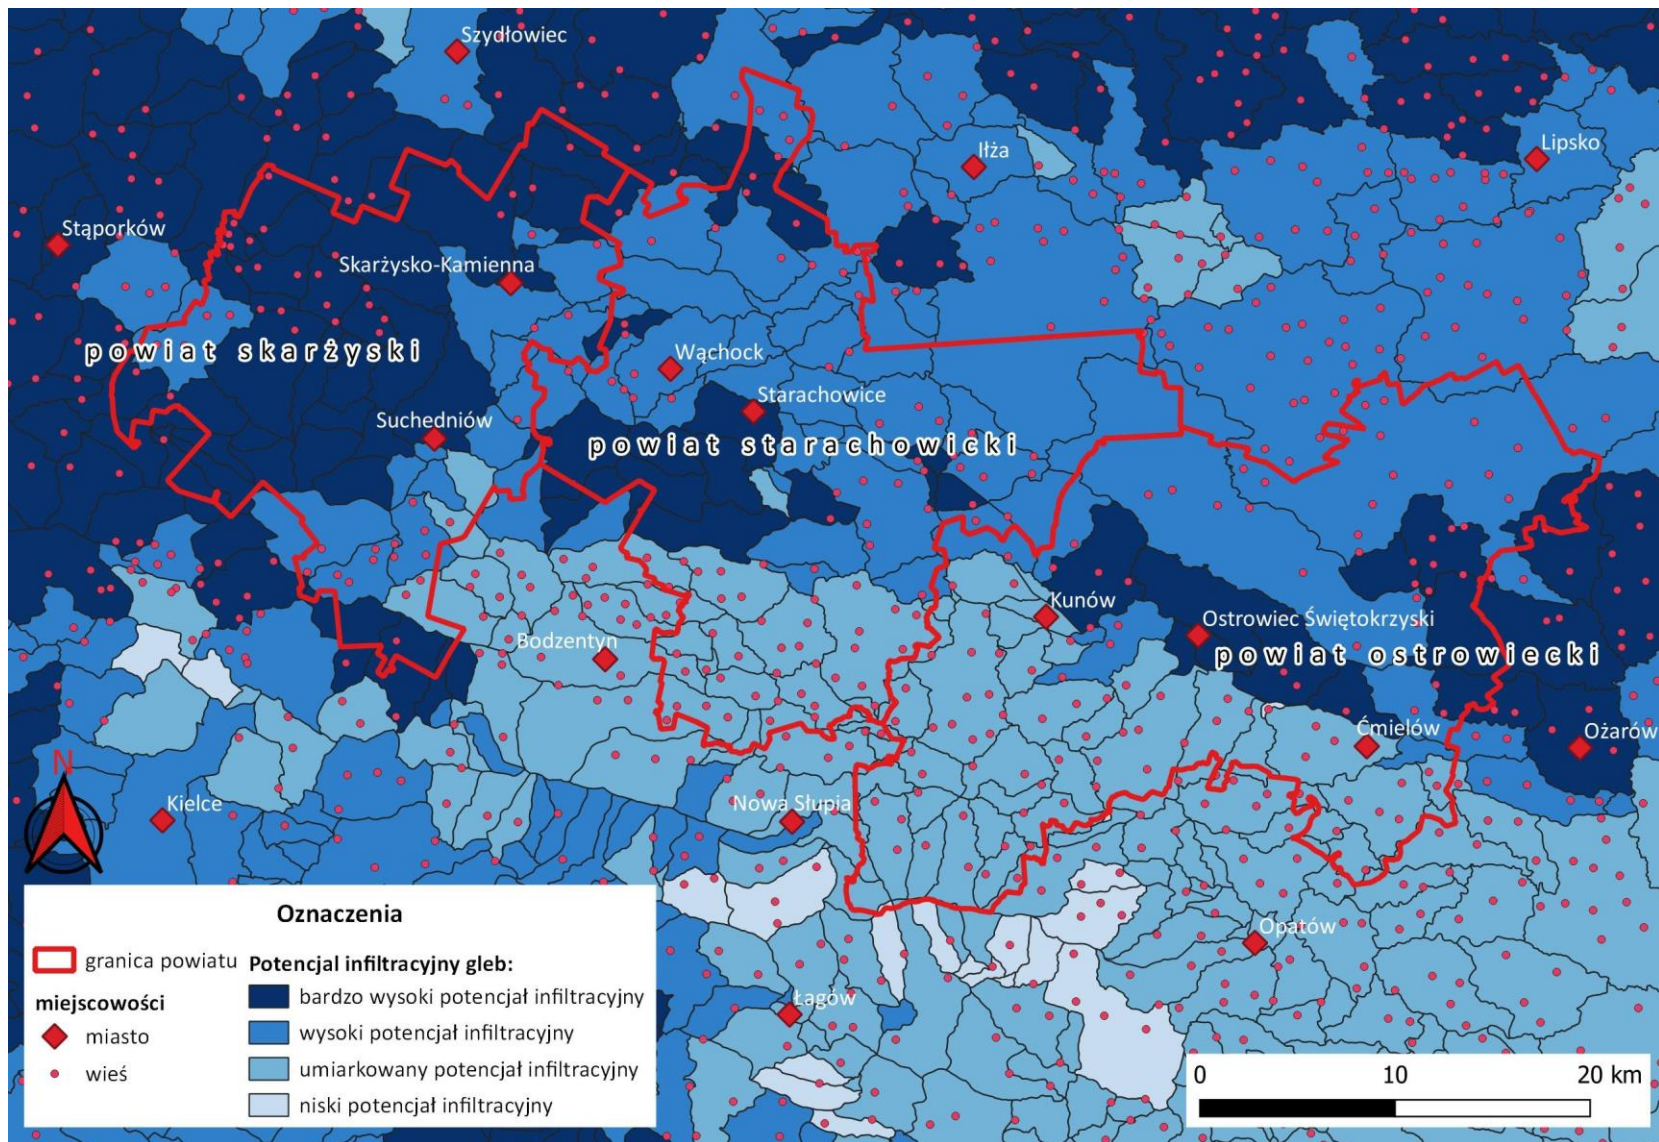 Szydłowiec
Iłża
Lipsko
Stąporków
Skarżysko-Kamienna
powiat skarżyski
Wąchock
Starachowice
Suchedniów
powiat starachowicki
Kunów
Ostrowiec Świętokrzyski
Bodzentyn
powiat ostrowiecki
Ćmielów
Ożarów
N
Kielce
Nowa Słupia
Opatów
Łagów
Oznaczenia
granica powiatu
miejscowości
miasto
wieś
Potencjał infiltracyjny gleb:
bardzo wysoki potencjał infiltracyjny
wysoki potencjał infiltracyjny
umiarkowany potencjał infiltracyjny
niski potencjał infiltracyjny
0 10 20 km